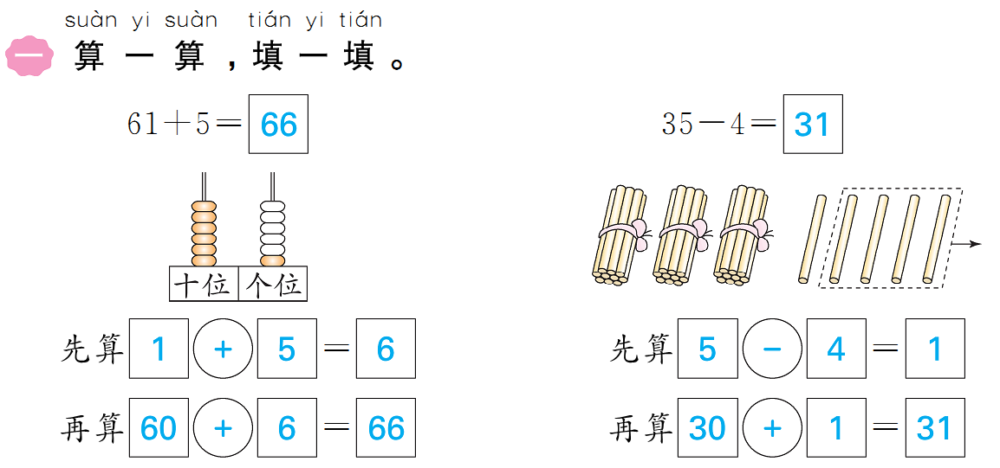 suàn yi suàn tián yi tián
一 算一算，填一填。
61＋5＝66
35－4＝31
十位 个位
先算 1 + 5 ＝ 6
先算 5 － 4 ＝ 1
再算 60 + 6 ＝ 66
再算 30 + 1 ＝ 31